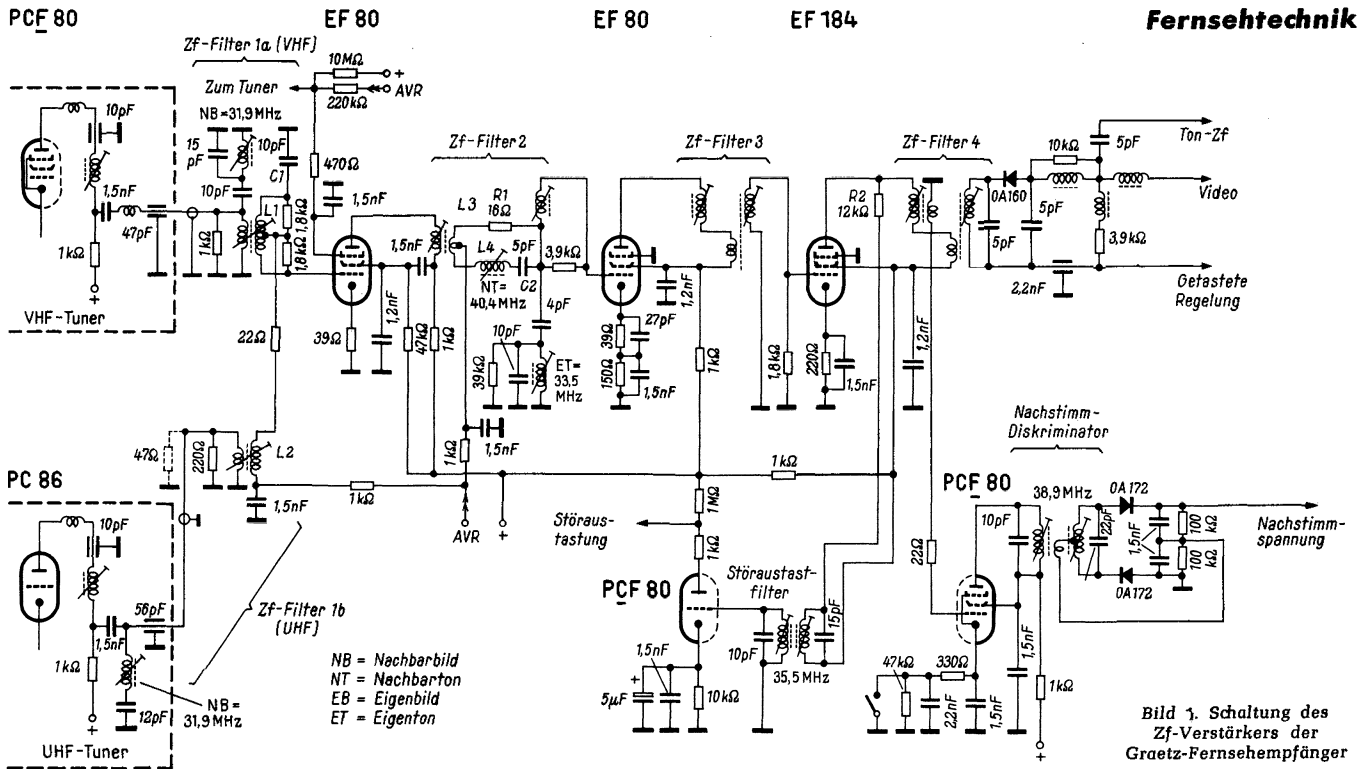 PCF 80
EF 80
EF 80
EF 184
Fernsehtechnik
Zf-Filter 1a (VHF)
Zum Tuner
10MΩ
+
220kΩ
AVR
NB=31,9MHz
10pF
15
pF
10pF
C1
10pF
470Ω
1,5nF
1,5nF
47pF
1kΩ
+
VHF-Tuner
1kΩ
L1
1,8kΩ
1,8kΩ
22Ω
39Ω
1,2nF
47kΩ
1,5nF
1kΩ
Zf-Filter 2
L3
R1
16Ω
L4
5pF
C2
NT=
40,4MHz
3,9kΩ
4pF
10pF
39kΩ
ET=
33,5
MHz
1kΩ
1,5nF
AVR
+
Zf-Filter 3
1,2nF
39Ω
27pF
150Ω
1,5nF
1kΩ
1,8kΩ
R2
12kΩ
220Ω
1,5nF
1,2nF
Zf-Filter 4
OA160
5pF
5pF
10kΩ
5pF
3,9kΩ
2,2nF
Ton-Zf
Video
Getastete
Regelung
47Ω
220Ω
L2
1,5nF
1kΩ
1kΩ
1MΩ
1kΩ
Störaus-
tastung
PC 86
10pF
56pF
1,5nF
1kΩ
+
12pF
NB =
31,9MHz
UHF-Tuner
Zf-Filter 1b
(UHF)
NB = Nachbarbild
NT = Nachbarton
EB = Eigenbild
ET = Eigenton
PCF 80
Störaustast-
filter
1,5nF
+
5µF
10kΩ
10pF
15pF
35,5 MHz
22Ω
PCF 80
Nachstimm-
Diskriminator
10pF
38,9MHz
22pF
OA172
OA172
1,5nF
100
kΩ
100
kΩ
Nachstimm-
spannung
47kΩ
330Ω
2,2nF
1,5nF
1,5nF
1kΩ
+
Bild 1. Schaltung des
Zf-Verstärkers der
Graetz-Fernsehempfänger